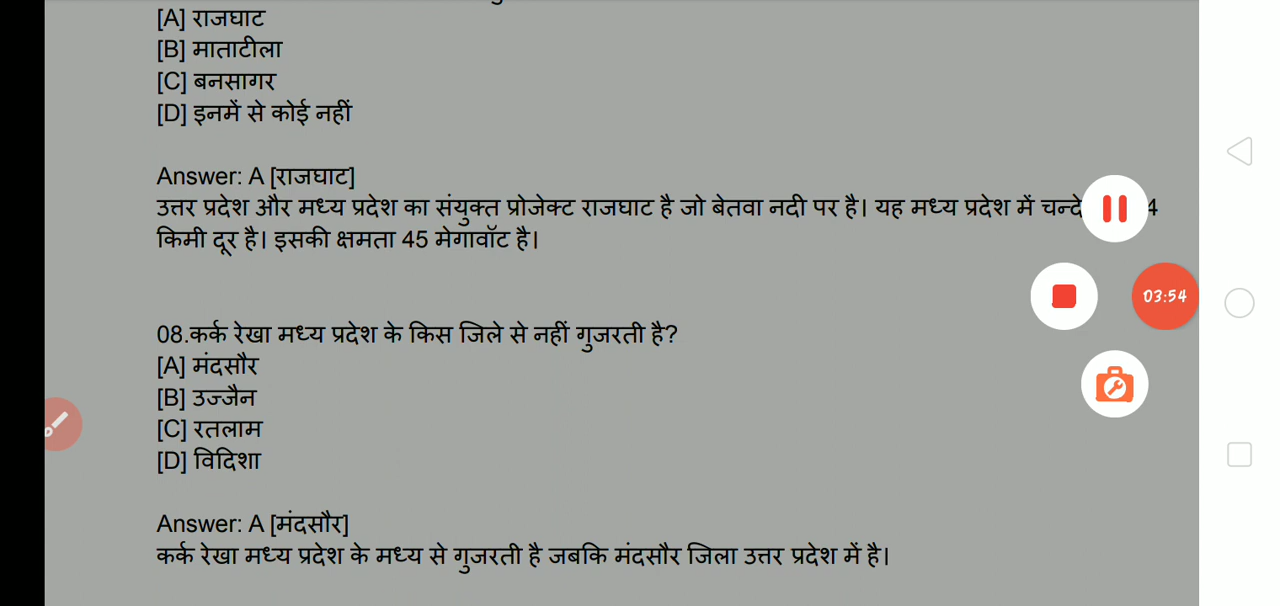 [A] राजघाट
[B] माताटीला
[C] बनसागर
[D] इनमें से कोई नहीं
Answer: A [राजघाट]
उत्तर प्रदेश और मध्य प्रदेश का संयुक्त प्रोजेक्ट राजघाट है जो बेतवा नदी पर है। यह मध्य प्रदेश में 4
किमी दूर है। इसकी क्षमता 45 मेगावॉट है।
03:54
08.कर्क रेखा मध्य प्रदेश के किस जिले से नहीं गुजरती है?
[A] मंदसौर
[B] उज्जैन
[C] रतलाम
[D] विदिशा
Answer: A [मंदसौर]
कर्क रेखा मध्य प्रदेश के मध्य से गुजरती है जबकि मंदसौर जिला उत्तर प्रदेश में है।